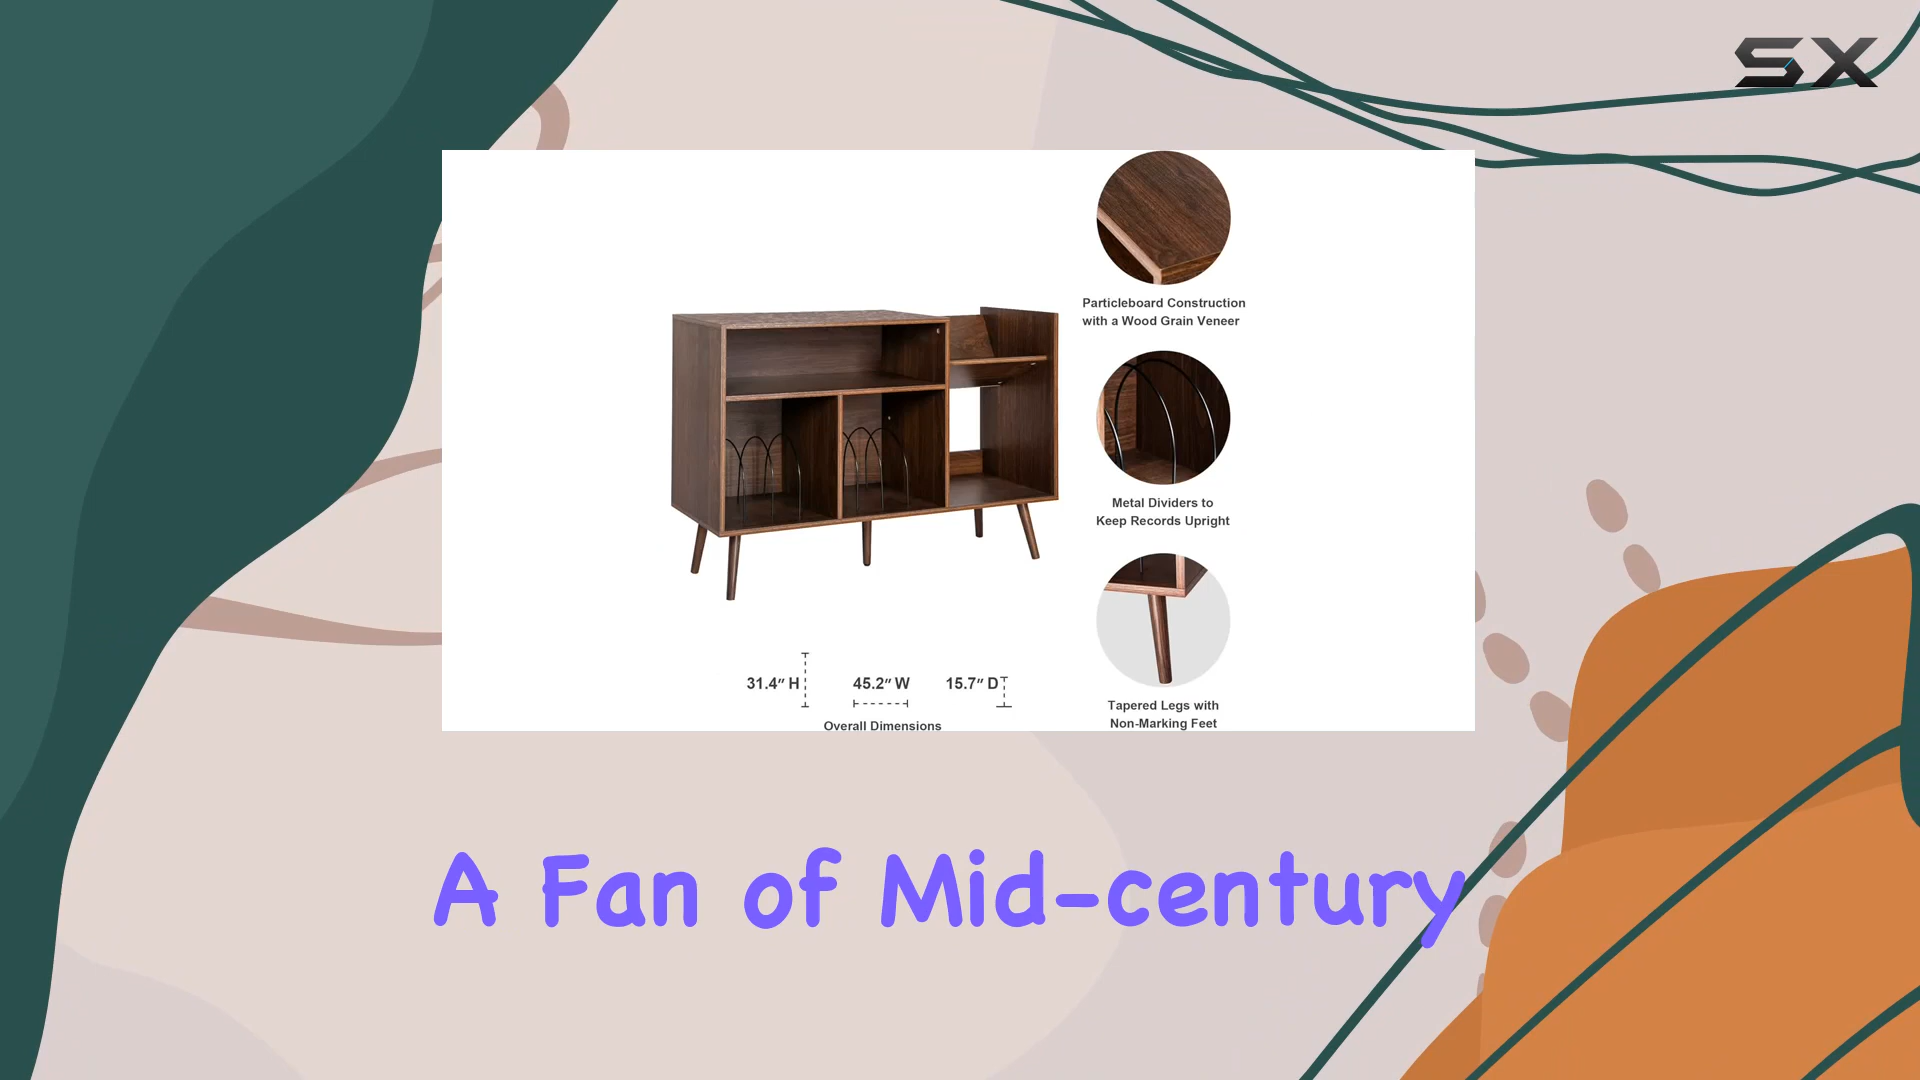 SX
Particleboard Construction
with a Wood Grain Veneer
Metal Dividers to
Keep Records Upright
Tapered Legs with
Non-Marking Feet
31.4" H 45.2" W 15.7" D
Overall Dimensions
A Fan of Mid-century